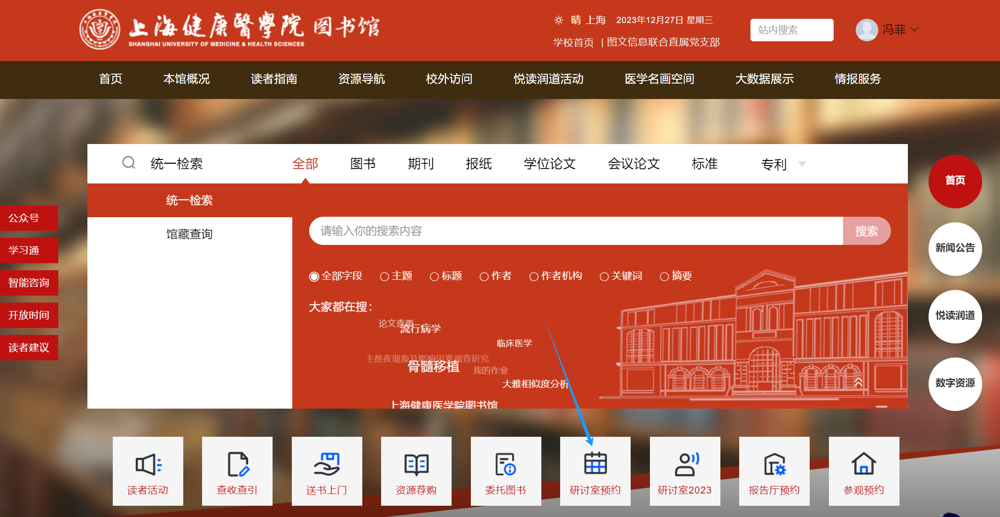 上海健康醫學院 图书馆
SHANGHAI UNIVERSITY OF MEDICINE & HEALTH SCIENCES
晴 上海 2023年12月27日 星期三
学校首页 | 图文信息联合直属党支部
站内搜索
冯菲
首页 本馆概况 读者指南 资源导航 校外访问 悦读润道活动 医学名画空间 大数据展示 情报服务
统一检索 全部 图书 期刊 报纸 学位论文 会议论文 标准 专利
统一检索
馆藏查询
请输入你的搜索内容 搜索
全部字段 主题 标题 作者 作者机构 关键词 摘要
大家都在搜：
论文查重
流行病学
临床医学
生熬夜现象及影响因素调查研究
骨髓移植
我的作业
大雅相似度分析
上海健康医学院图书馆
公众号
学习通
智能咨询
开放时间
读者建议
首页
新闻公告
悦读润道
数字资源
读者活动 查收查引 送书上门 资源荐购 委托图书 研讨室预约 研讨室2023 报告厅预约 参观预约